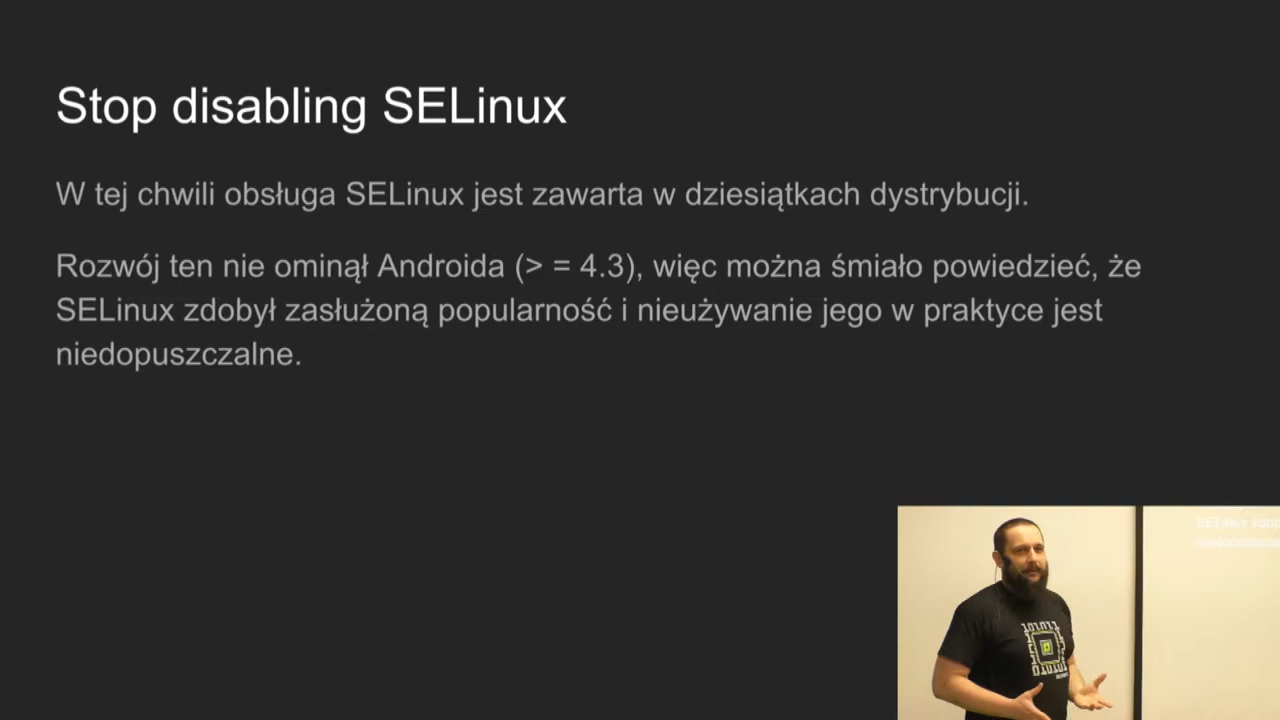 Stop disabling SELinux
W tej chwili obsługa SELinux jest zawarta w dziesiątkach dystrybucji.
Rozwój ten nie ominął Androida (> = 4.3), więc można śmiało powiedzieć, że
SELinux zdobył zasłużoną popularność i nieużywanie jego w praktyce jest
niedopuszczalne.